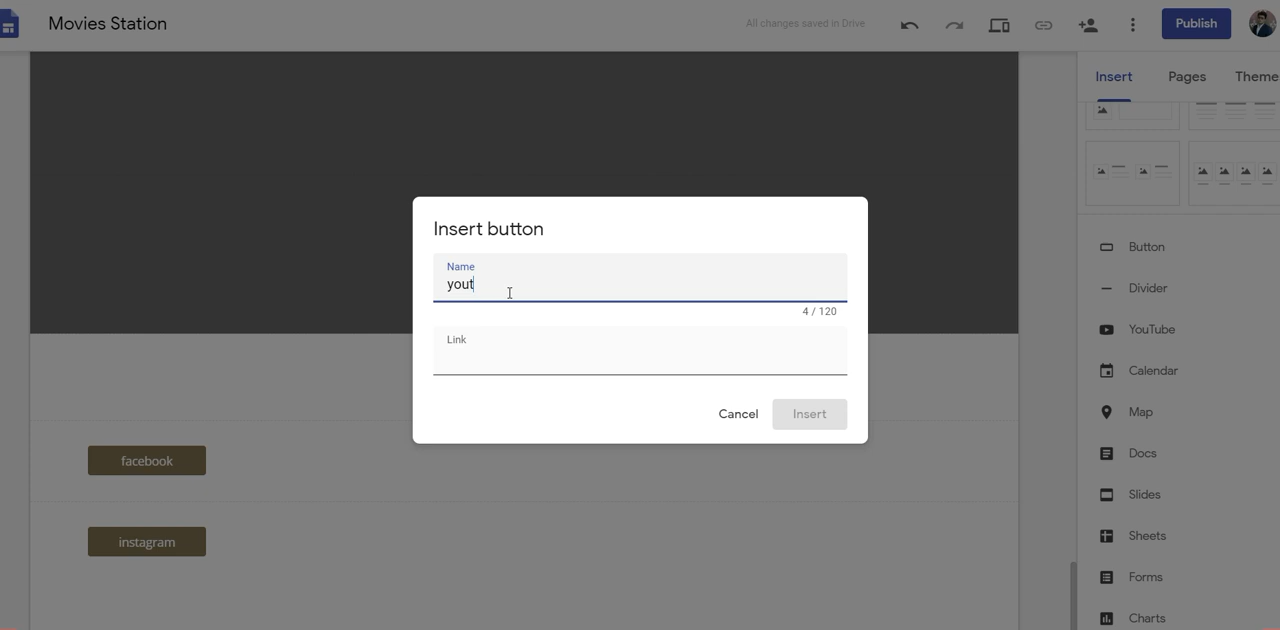 Movies Station
All changes saved in Drive
Publish
Insert
Pages
Theme
Insert button
Name
yout
4 / 120
Link
Cancel
Insert
facebook
instagram
Button
Divider
YouTube
Calendar
Map
Docs
Slides
Sheets
Forms
Charts